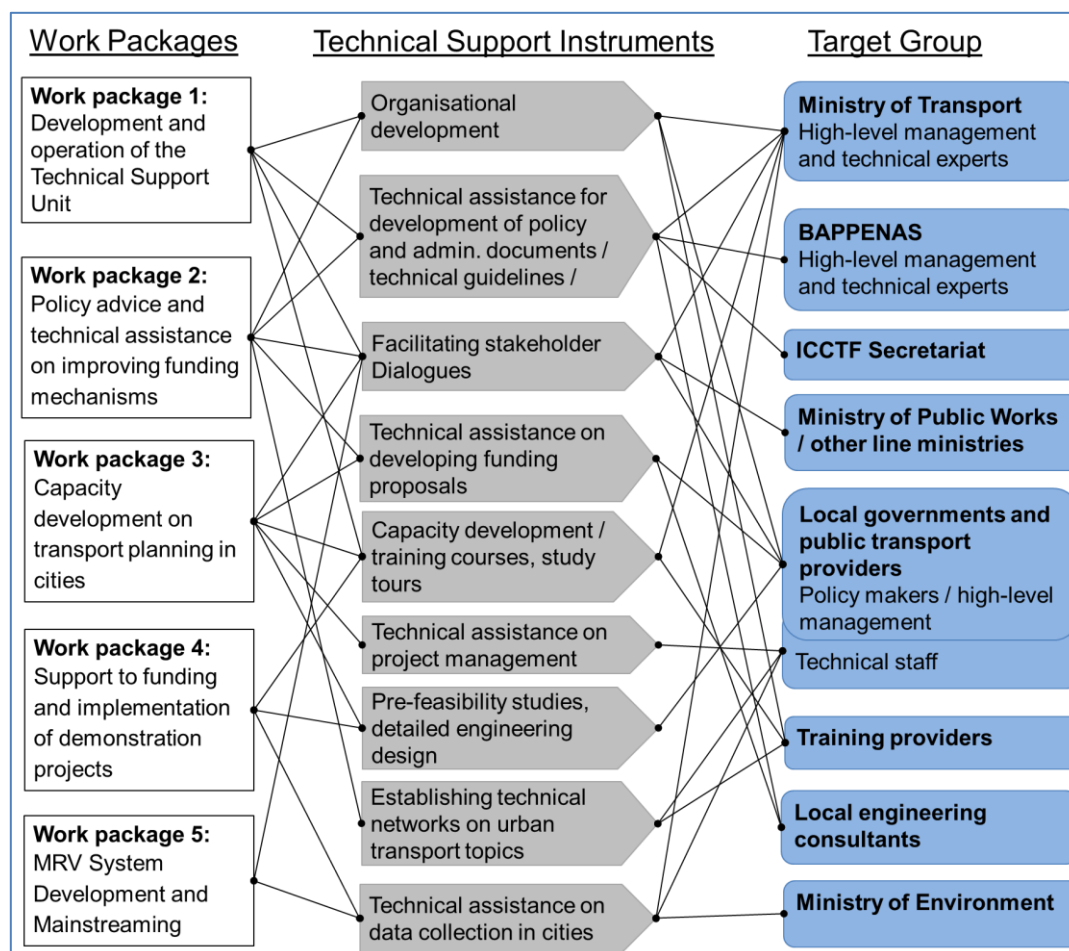 Work Packages
Technical Support Instruments
Target Group
Work package 1:
Development and
operation of the
Technical Support
Unit
Work package 2:
Policy advice and
technical assistance
on improving funding
mechanisms
Work package 3:
Capacity
development on
transport planning in
cities
Work package 4:
Support to funding
and implementation
of demonstration
projects
Work package 5:
MRV System
Development and
Mainstreaming
Organisational
development
Technical assistance for
development of policy
and admin. documents /
technical guidelines /
Facilitating stakeholder
Dialogues
Technical assistance on
developing funding
proposals
Capacity development /
training courses, study
tours
Technical assistance on
project management
Pre-feasibility studies,
detailed engineering
design
Establishing technical
networks on urban
transport topics
Technical assistance on
data collection in cities
Ministry of Transport
High-level management
and technical experts
BAPPENAS
High-level management
and technical experts
ICCTF Secretariat
Ministry of Public Works
/ other line ministries
Local governments and
public transport
providers
Policy makers / high-level
management
Technical staff
Training providers
Local engineering
consultants
Ministry of Environment